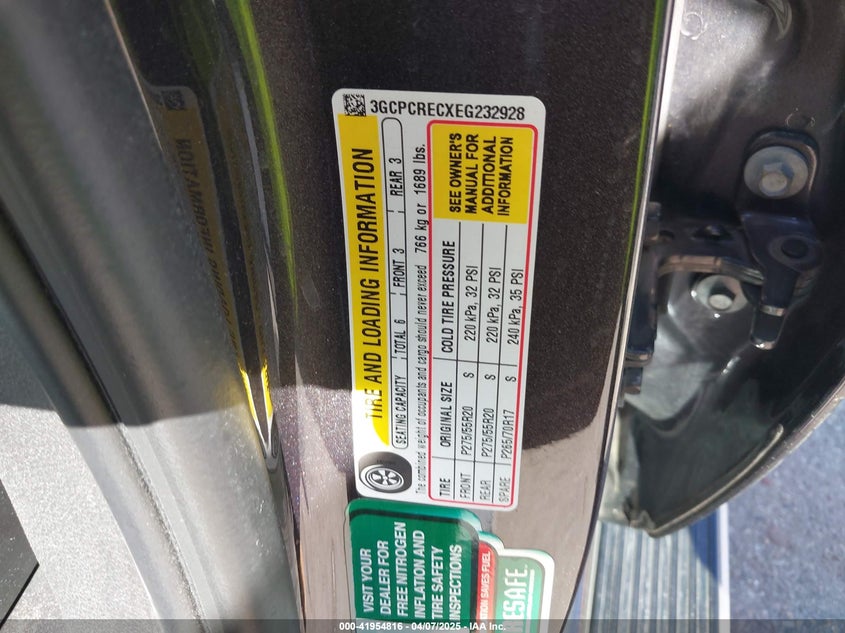 3GCPCRECXEG232928
TIRE AND LOADING INFORMATION
SEATING CAPACITY TOTAL 6 FRONT 3 REAR 3
The combined weight of occupants and cargo should never exceed 766 kg or 1689 lbs.
TIRE ORIGINAL SIZE COLD TIRE PRESSURE
FRONT P275/55R20 S 220 kPa, 32 PSI
REAR P275/55R20 S 220 kPa, 32 PSI
SPARE P265/70R17 S 240 kPa, 35 PSI
SEE OWNER'S
MANUAL FOR
ADDITIONAL
INFORMATION
VISIT YOUR
DEALER FOR
FREE NITROGEN
INFLATION AND
TIRE SAFETY
INSPECTIONS
SAVES FUEL
000-41954816 - 04/07/2025 - IAA Inc.